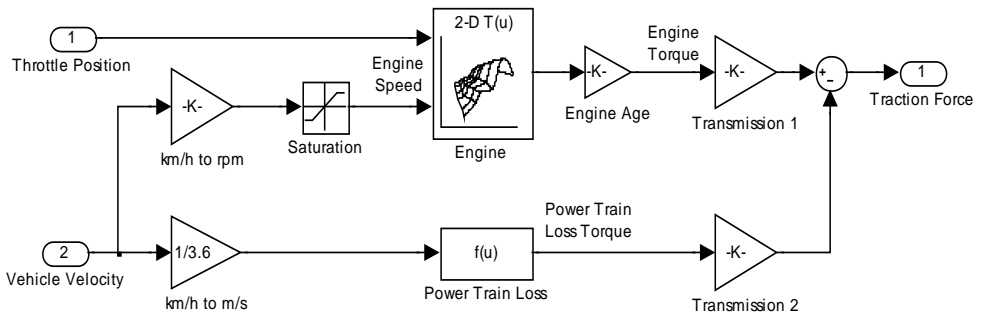 1
Throttle Position
-K-
km/h to rpm
Saturation
Engine
Speed
2-D T(u)
Engine
-K-
Engine Age
Engine
Torque
-K-
Transmission 1
+
−
1
Traction Force
2
Vehicle Velocity
1/3.6
km/h to m/s
f(u)
Power Train Loss
Power Train
Loss Torque
-K-
Transmission 2